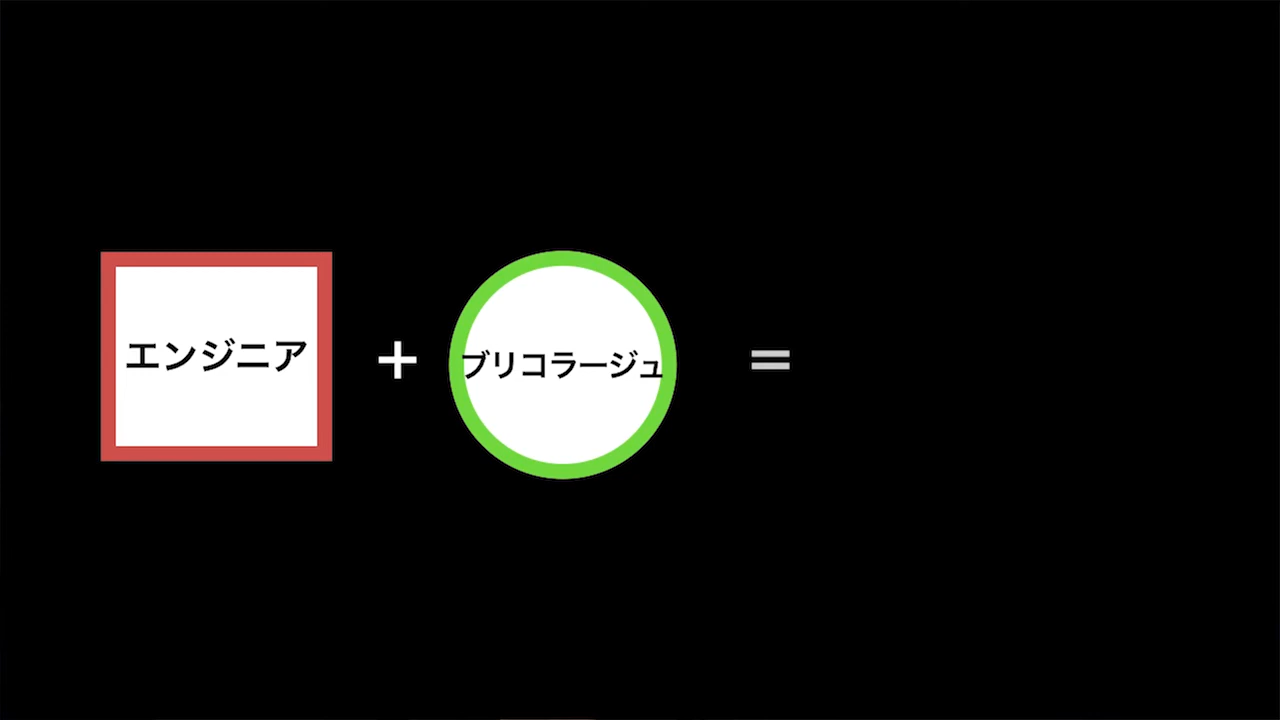 エンジニア + ブリコラージュ =